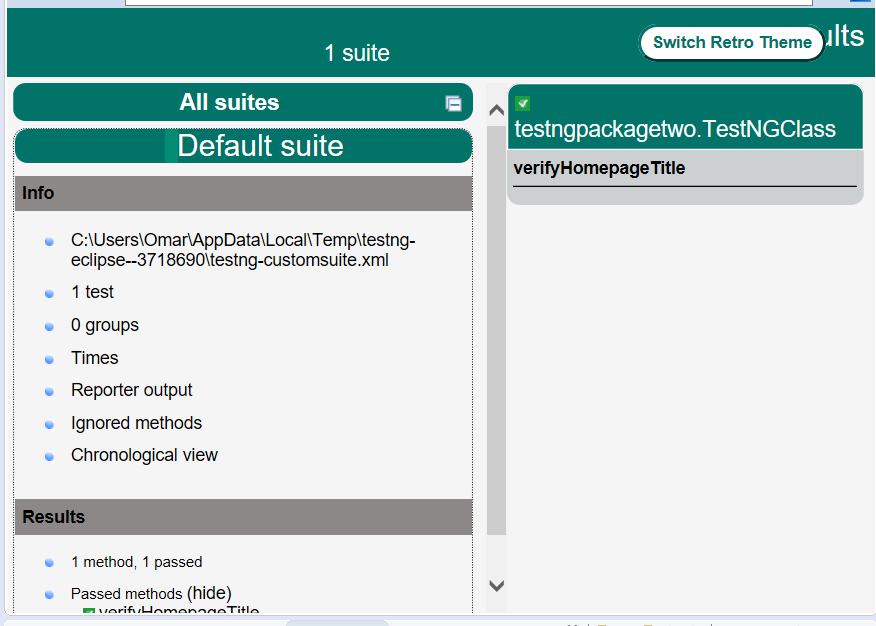 1 suite
Switch Retro Theme
All suites
Default suite
Info
C:\Users\Omar\AppData\Local\Temp\testng-
eclipse--3718690\testng-customsuite.xml
1 test
0 groups
Times
Reporter output
Ignored methods
Chronological view
Results
1 method, 1 passed
Passed methods (hide)
verifyHomepageTitle
testngpackagetwo.TestNGClass
verifyHomepageTitle